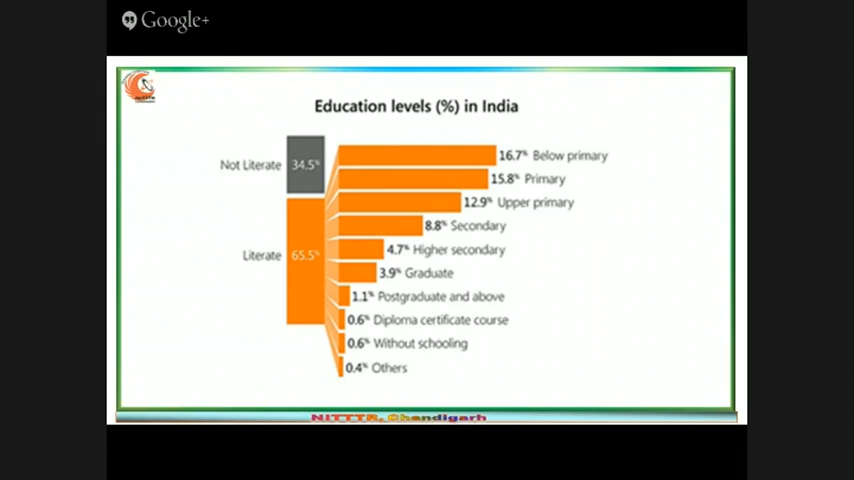 Google+
Education levels (%) in India
Not Literate 34.5%
Literate 65.5%
16.7% Below primary
15.8% Primary
12.9% Upper primary
8.8% Secondary
4.7% Higher secondary
3.9% Graduate
1.1% Postgraduate and above
0.6% Diploma certificate course
0.6% Without schooling
0.4% Others
NITTTR, Chandigarh